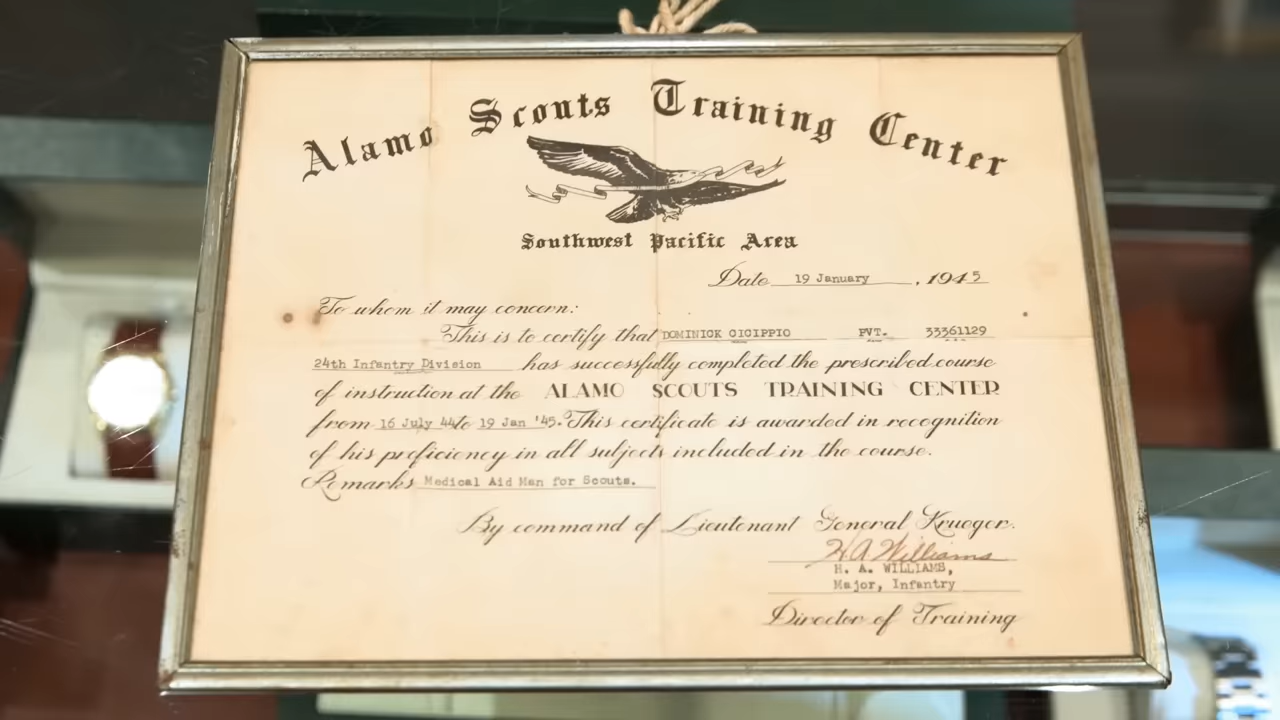 Alamo Scouts Training Center
Southwest Pacific Area
Date 19 January, 1945
To whom it may concern:
This is to certify that DOMINICK CICIPPIO PVT. 33361129
24th Infantry Division has successfully completed the prescribed course
of instruction at the ALAMO SCOUTS TRAINING CENTER
from 16 July 44 to 19 Jan '45. This certificate is awarded in recognition
of his proficiency in all subjects included in the course.
Remarks Medical Aid Man for Scouts.
By command of Lieutenant General Krueger.
H. A. Williams
H. A. WILLIAMS,
Major, Infantry
Director of Training